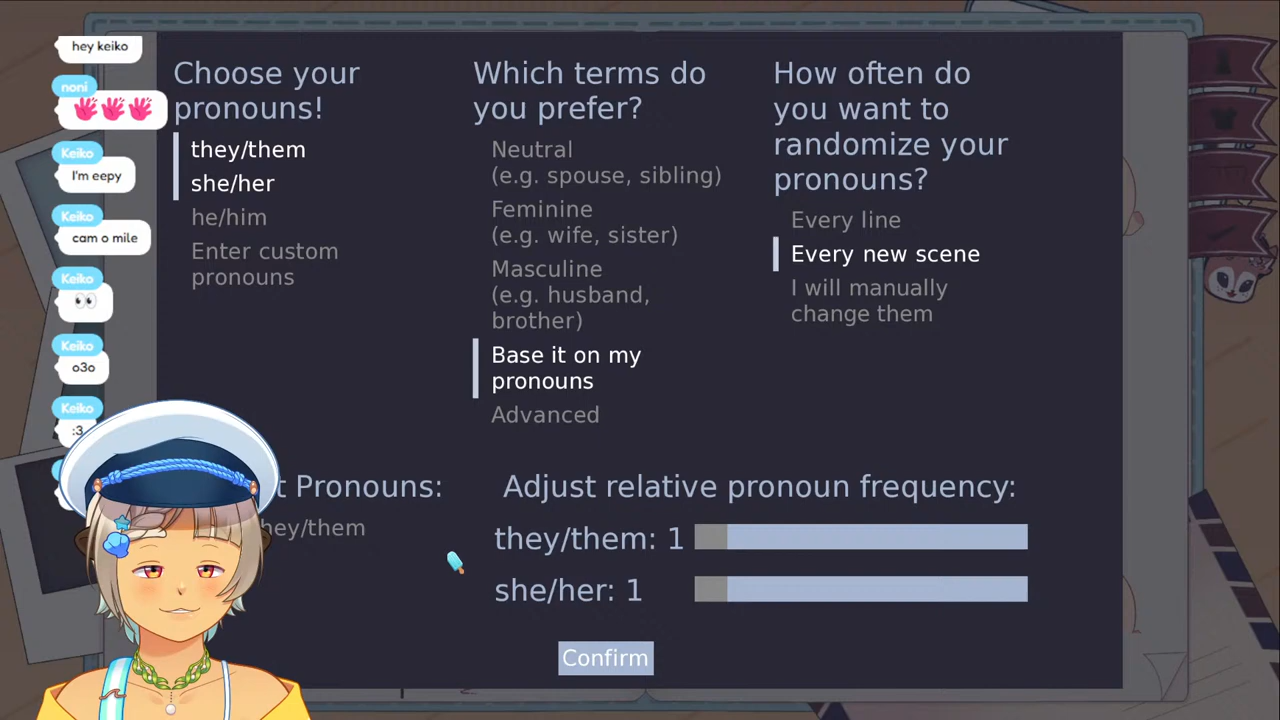 hey keiko
noni
Keiko
I'm eepy
Keiko
cam o mile
Keiko
Keiko
o3o
Keiko
:3
Choose your
pronouns!
they/them
she/her
he/him
Enter custom
pronouns
Which terms do
you prefer?
Neutral
(e.g. spouse, sibling)
Feminine
(e.g. wife, sister)
Masculine
(e.g. husband,
brother)
Base it on my
pronouns
Advanced
How often do
you want to
randomize your
pronouns?
Every line
Every new scene
I will manually
change them
t Pronouns:
hey/them
Adjust relative pronoun frequency:
they/them: 1
she/her: 1
Confirm